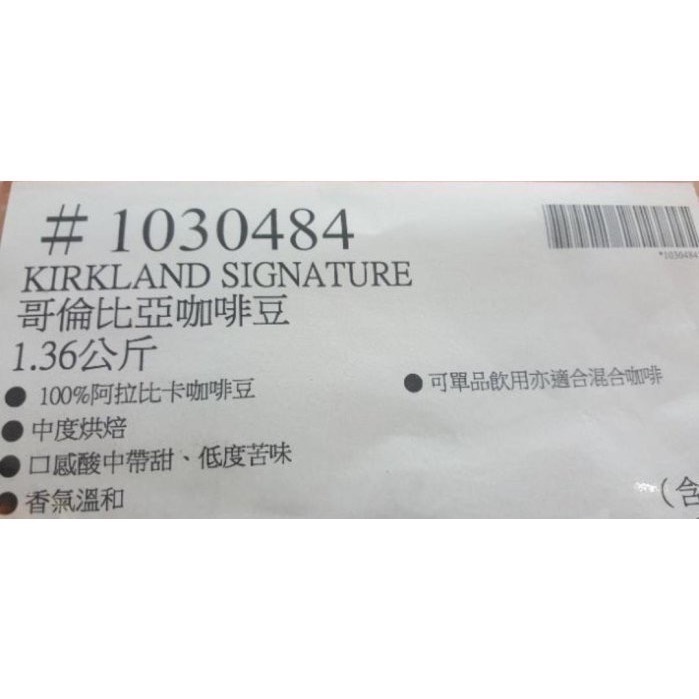 # 1030484
*1030484
KIRKLAND SIGNATURE
哥倫比亞咖啡豆
1.36公斤
● 100%阿拉比卡咖啡豆
● 可單品飲用亦適合混合咖啡
● 中度烘焙
● 口感酸中帶甜、低度苦味
● 香氣溫和
（含